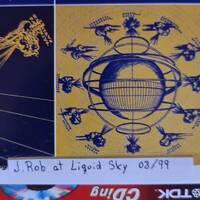 J.Rob at Liquid Sky 03/99
CDing
TDK